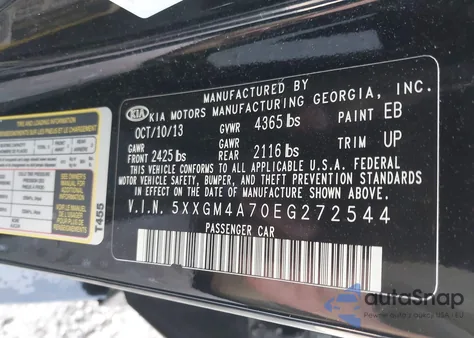 MANUFACTURED BY
KIA KIA MOTORS MANUFACTURING GEORGIA, INC.
OCT/10/13 GVWR 4365 lbs PAINT EB
GAWR FRONT 2425 lbs GAWR REAR 2116 lbs TRIM UP
THIS VEHICLE CONFORMS TO ALL APPLICABLE U.S.A. FEDERAL
MOTOR VEHICLE SAFETY, BUMPER, AND THEFT PREVENTION STANDARDS
IN EFFECT ON THE DATE OF MANUFACTURE SHOWN ABOVE.
V.I.N. 5XXGM4A70EG272544
PASSENGER CAR
T455
autoSnap